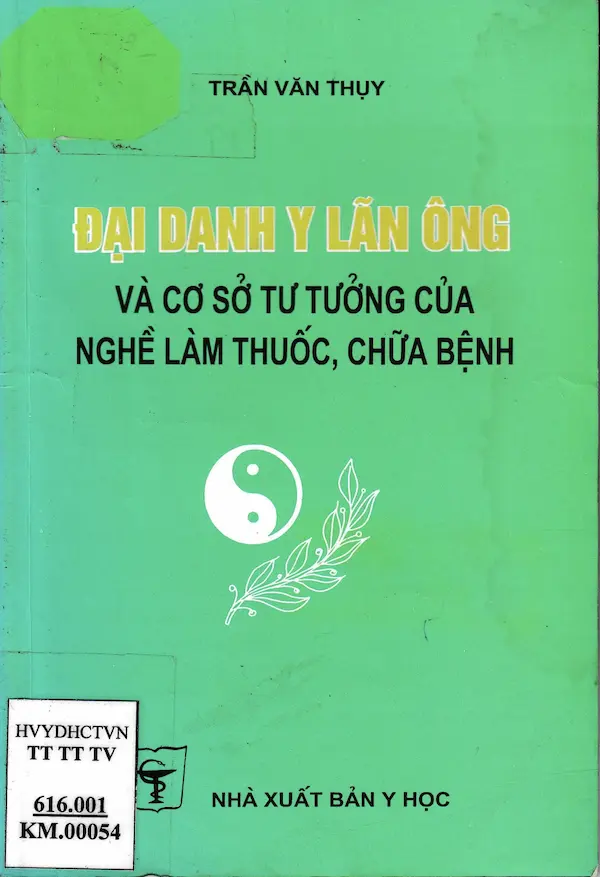 TRẦN VĂN THỤY
ĐẠI DANH Y LÃN ÔNG
VÀ CƠ SỞ TƯ TƯỞNG CỦA
NGHỀ LÀM THUỐC, CHỮA BỆNH
HVYDHCTVN
TT TT TV
616.001
KM.00054
NHÀ XUẤT BẢN Y HỌC